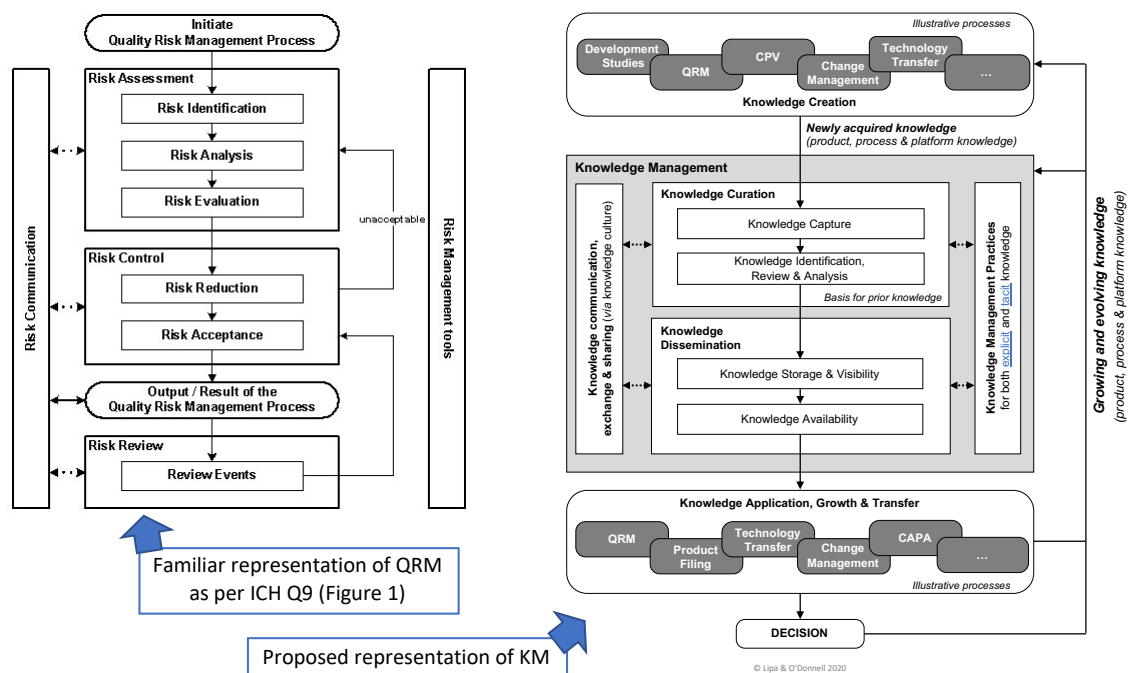 Initiate
Quality Risk Management Process
Risk Assessment
Risk Identification
Risk Analysis
Risk Evaluation
unacceptable
Risk Control
Risk Reduction
Risk Acceptance
Output / Result of the
Quality Risk Management Process
Risk Review
Review Events
Risk Communication
Risk Management tools
Familiar representation of QRM
as per ICH Q9 (Figure 1)
Proposed representation of KM
Illustrative processes
Development
Studies
QRM
CPV
Change
Management
Technology
Transfer
...
Knowledge Creation
Newly acquired knowledge
(product, process & platform knowledge)
Knowledge Management
Knowledge Curation
Knowledge Capture
Knowledge Identification,
Review & Analysis
Basis for prior knowledge
Knowledge
Dissemination
Knowledge Storage & Visibility
Knowledge Availability
Knowledge communication,
exchange & sharing (via knowledge culture)
Knowledge Management Practices
for both explicit and tacit knowledge
Growing and evolving knowledge
(product, process & platform knowledge)
Knowledge Application, Growth & Transfer
QRM
Product
Filing
Technology
Transfer
Change
Management
CAPA
...
Illustrative processes
DECISION
© Lipa & O'Donnell 2020